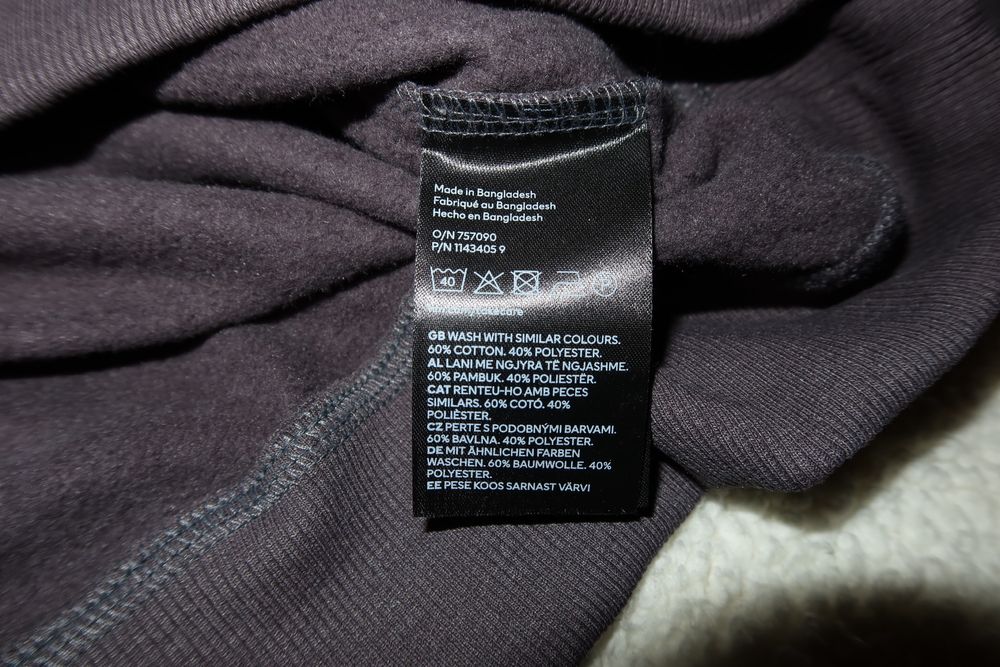 Made in Bangladesh
Fabriqué au Bangladesh
Hecho en Bangladesh
O/N 757090
P/N 1143405 9
40
GB WASH WITH SIMILAR COLOURS.
60% COTTON. 40% POLYESTER.
AL LANI ME NGJYRA TË NGJASHME.
60% PAMBUK. 40% POLIESTËR.
CAT RENTEU-HO AMB PECES
SIMILARS. 60% COTÓ. 40%
POLIÈSTER.
CZ PERTE S PODOBNÝMI BARVAMI.
60% BAVLNA. 40% POLYESTER.
DE MIT ÄHNLICHEN FARBEN
WASCHEN. 60% BAUMWOLLE. 40%
POLYESTER.
EE PESE KOOS SARNAST VÄRVI